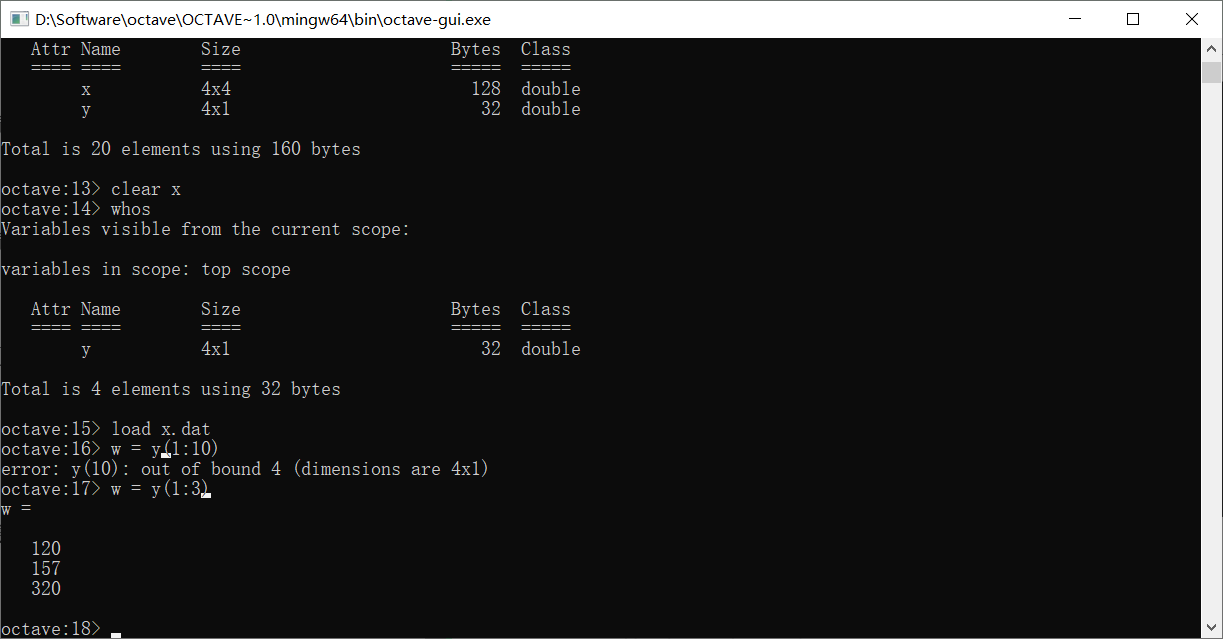 D:\Software\octave\OCTAVE~1.0\mingw64\bin\octave-gui.exe
Attr Name Size Bytes Class
==== ==== ==== ===== =====
x 4x4 128 double
y 4x1 32 double
Total is 20 elements using 160 bytes
octave:13> clear x
octave:14> whos
Variables visible from the current scope:
variables in scope: top scope
Attr Name Size Bytes Class
==== ==== ==== ===== =====
y 4x1 32 double
Total is 4 elements using 32 bytes
octave:15> load x.dat
octave:16> w = y(1:10)
error: y(10): out of bound 4 (dimensions are 4x1)
octave:17> w = y(1:3)
w =
120
157
320
octave:18>